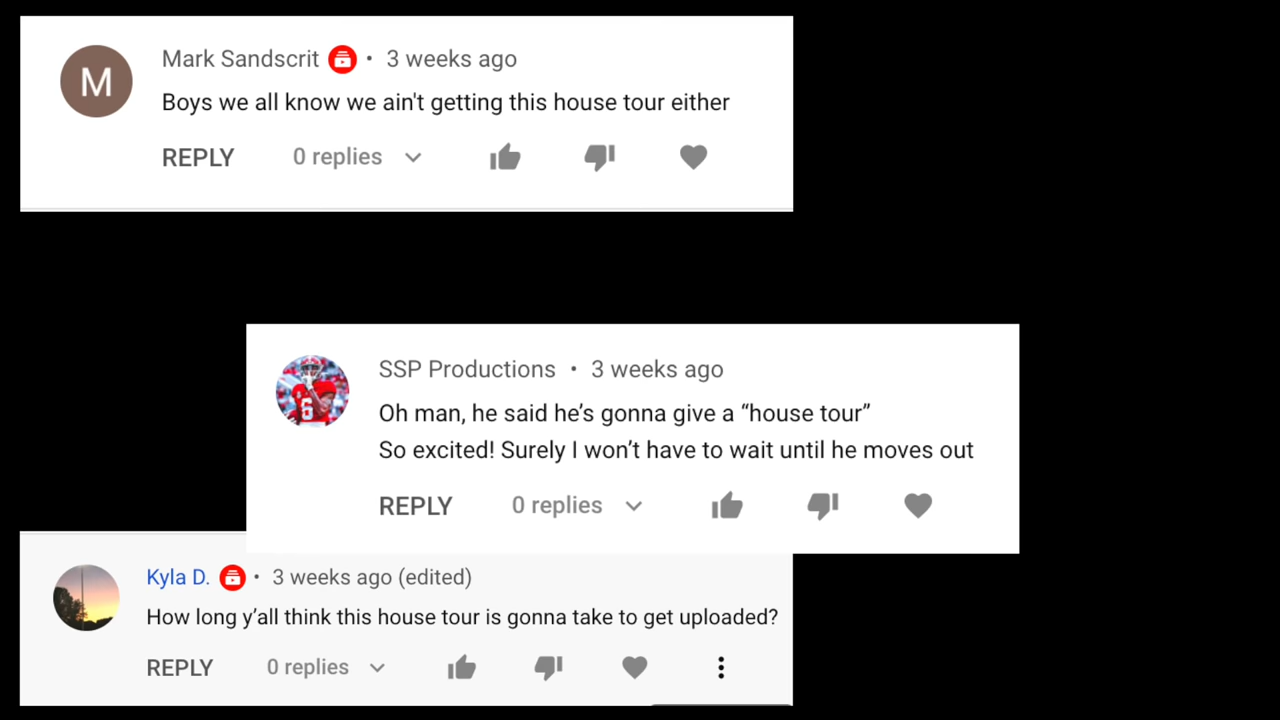 M
Mark Sandscrit • 3 weeks ago
Boys we all know we ain't getting this house tour either
REPLY 0 replies
6
SSP Productions • 3 weeks ago
Oh man, he said he’s gonna give a “house tour”
So excited! Surely I won’t have to wait until he moves out
REPLY 0 replies
Kyla D. • 3 weeks ago (edited)
How long y’all think this house tour is gonna take to get uploaded?
REPLY 0 replies